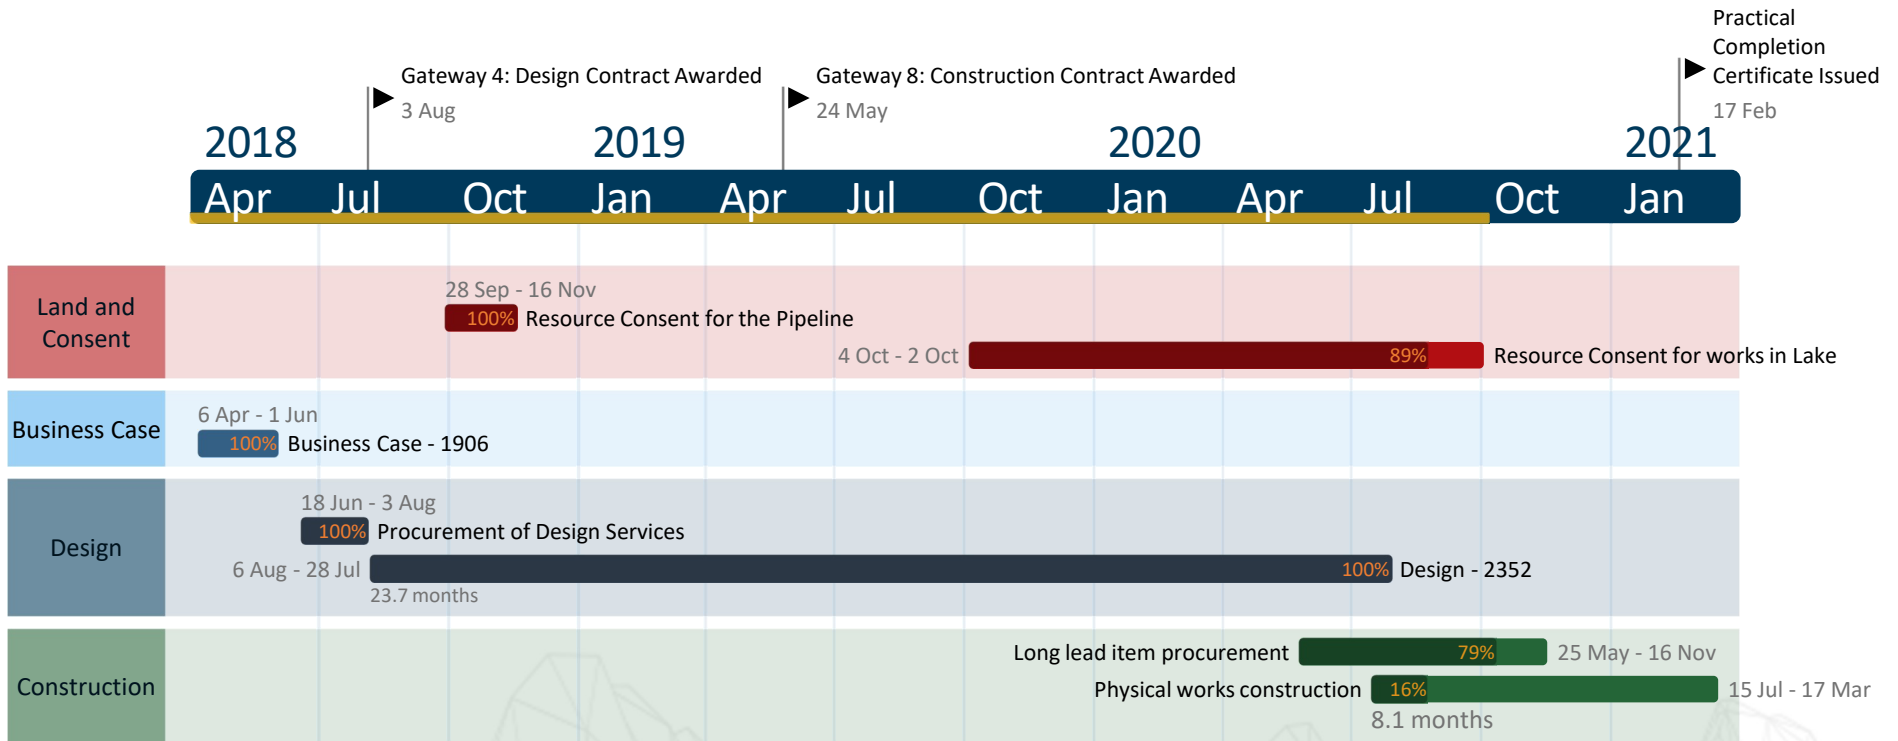 Practical
Completion
Certificate Issued
17 Feb
Gateway 4: Design Contract Awarded
3 Aug
Gateway 8: Construction Contract Awarded
24 May
2018 2019 2020 2021
Apr Jul Oct Jan Apr Jul Oct Jan Apr Jul Oct Jan
Land and
Consent
28 Sep - 16 Nov
100% Resource Consent for the Pipeline
4 Oct - 2 Oct 89% Resource Consent for works in Lake
Business Case
6 Apr - 1 Jun
100% Business Case - 1906
Design
18 Jun - 3 Aug
100% Procurement of Design Services
6 Aug - 28 Jul 100% Design - 2352
23.7 months
Construction
Long lead item procurement 79% 25 May - 16 Nov
Physical works construction 16% 15 Jul - 17 Mar
8.1 months